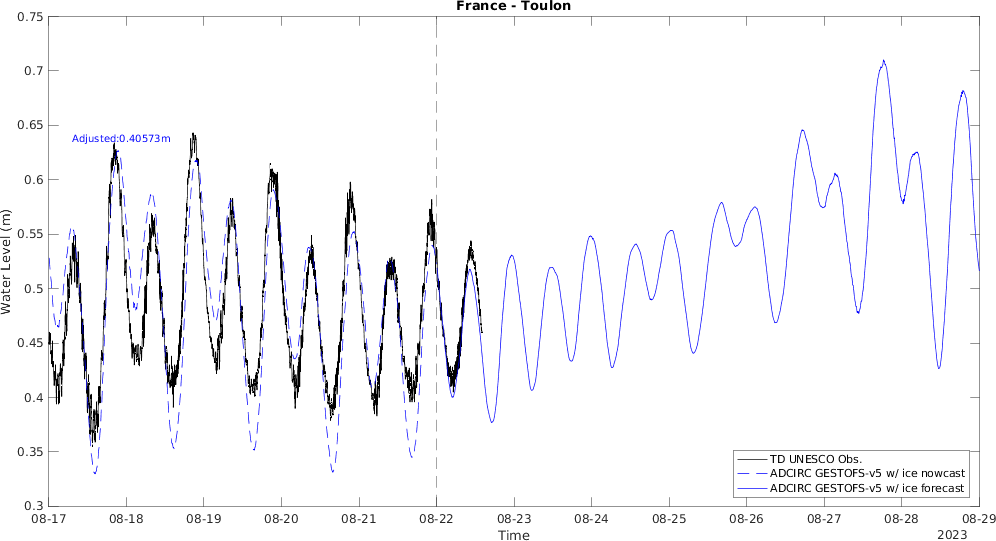 France - Toulon
0.75
0.7
0.65
0.6
0.55
0.5
0.45
0.4
0.35
0.3
Water Level (m)
Adjusted:0.40573m
TD UNESCO Obs.
ADCIRC GESTOFS-v5 w/ ice nowcast
ADCIRC GESTOFS-v5 w/ ice forecast
08-17 08-18 08-19 08-20 08-21 08-22 08-23 08-24 08-25 08-26 08-27 08-28 08-29
Time
2023